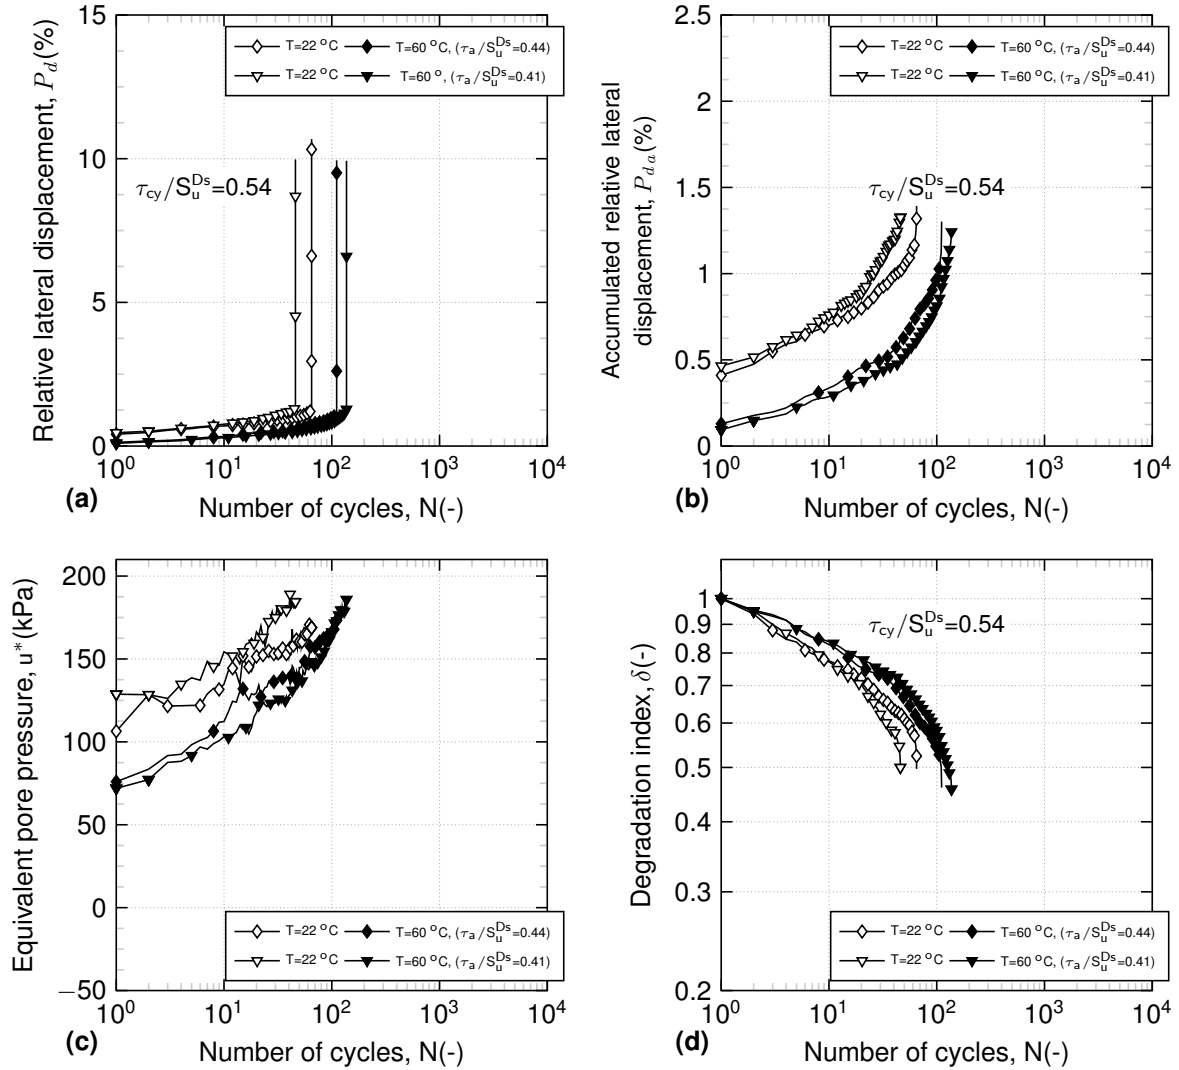 15
10
5
0
Relative lateral displacement, P_d(%)
T=22 °C
T=60 °C, (τ_a/S_u^Ds=0.44)
T=22 °C
T=60 °, (τ_a/S_u^Ds=0.41)
τ_cy/S_u^Ds=0.54
10^0 10^1 10^2 10^3 10^4
(a)
Number of cycles, N(-)
2.5
2
1.5
1
0.5
0
Accumulated relative lateral
displacement, P_da(%)
T=22 °C
T=60 °C, (τ_a/S_u^Ds=0.44)
T=22 °C
T=60 °C, (τ_a/S_u^Ds=0.41)
τ_cy/S_u^Ds=0.54
10^0 10^1 10^2 10^3 10^4
(b)
Number of cycles, N(-)
200
150
100
50
0
−50
Equivalent pore pressure, u*(kPa)
T=22 °C
T=60 °C, (τ_a/S_u^Ds=0.44)
T=22 °C
T=60 °C, (τ_a/S_u^Ds=0.41)
10^0 10^1 10^2 10^3 10^4
(c)
Number of cycles, N(-)
1
0.9
0.8
0.7
0.6
0.5
0.4
0.3
0.2
Degradation index, δ(-)
τ_cy/S_u^Ds=0.54
T=22 °C
T=60 °C, (τ_a/S_u^Ds=0.44)
T=22 °C
T=60 °C, (τ_a/S_u^Ds=0.41)
10^0 10^1 10^2 10^3 10^4
(d)
Number of cycles, N(-)